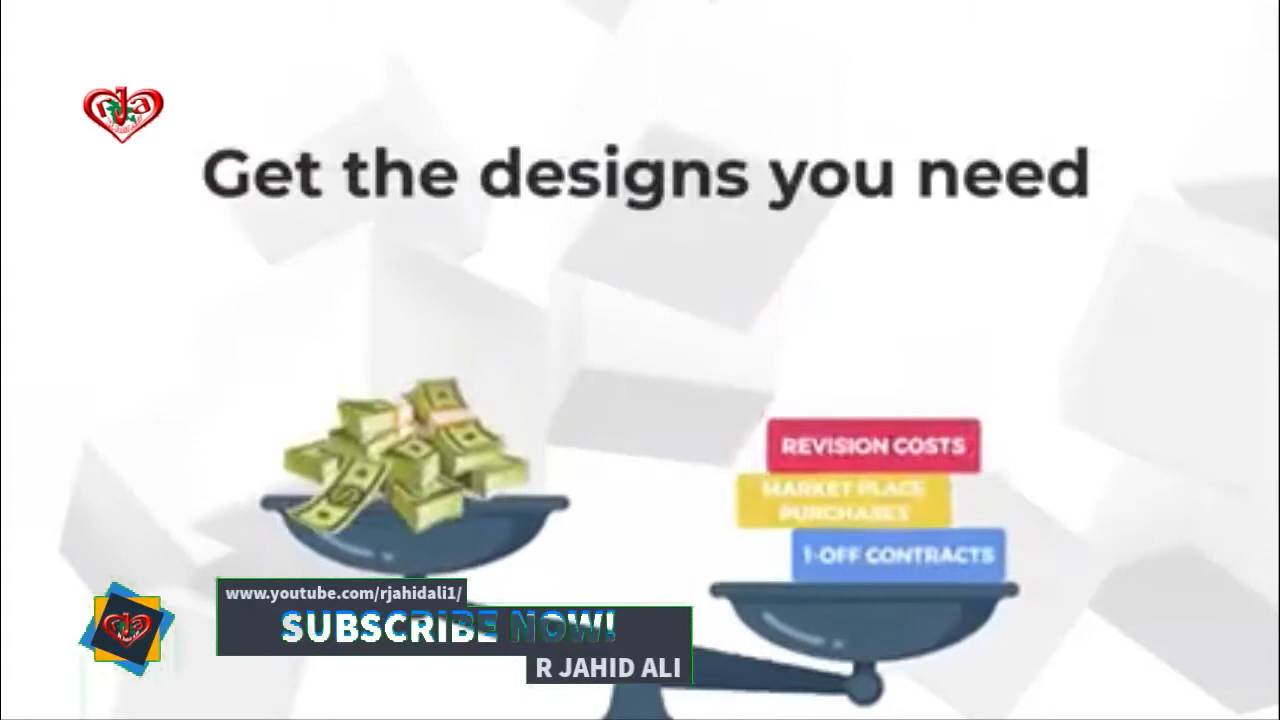 rJa
Get the designs you need
REVISION COSTS
MARKET PLACE
PURCHASES
1-OFF CONTRACTS
www.youtube.com/rjahidali1/
SUBSCRIBE NOW!
R JAHID ALI